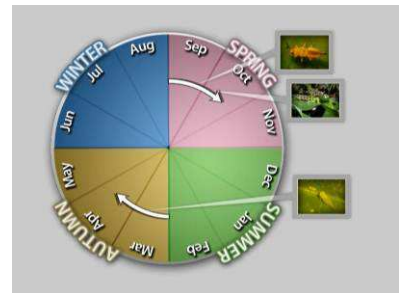 WINTER
Jun
Jul
Aug
SPRING
Sep
Oct
Nov
SUMMER
Dec
Jan
Feb
AUTUMN
Mar
Apr
May